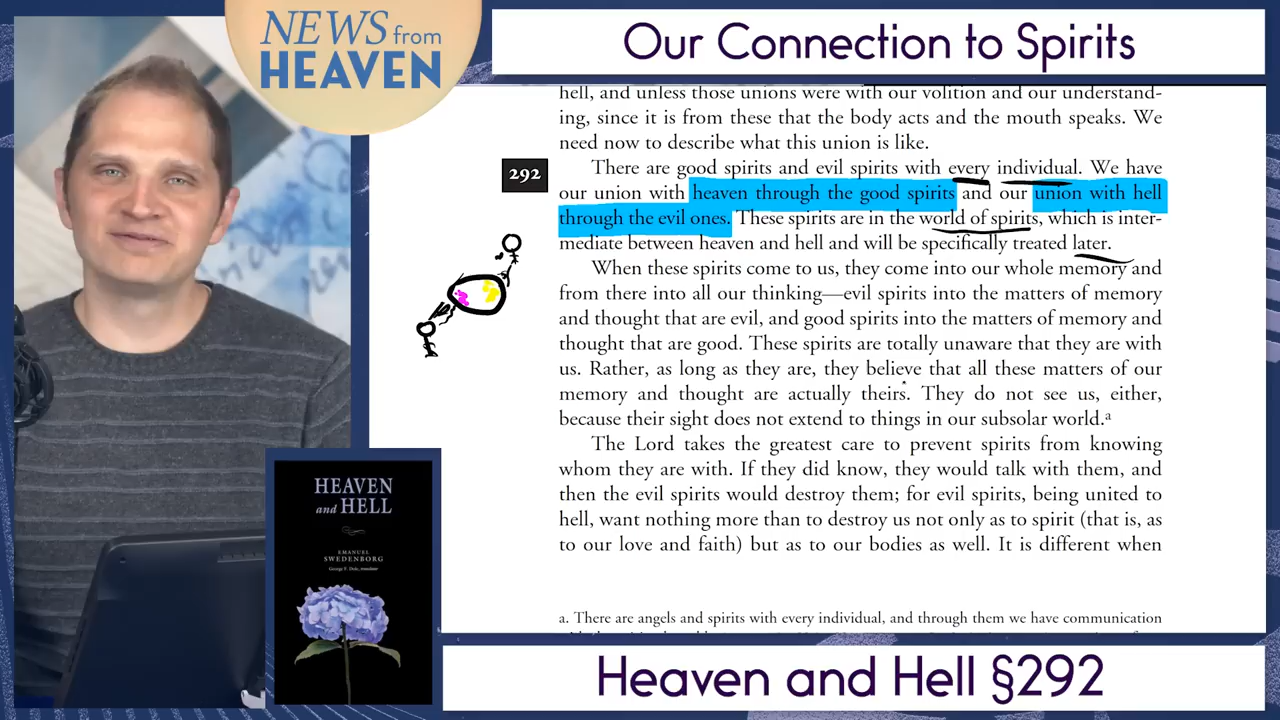 NEWS from
HEAVEN
Our Connection to Spirits
hell, and unless those unions were with our volition and our understand-
ing, since it is from these that the body acts and the mouth speaks. We
need now to describe what this union is like.
292
There are good spirits and evil spirits with every individual. We have
our union with heaven through the good spirits and our union with hell
through the evil ones. These spirits are in the world of spirits, which is inter-
mediate between heaven and hell and will be specifically treated later.
When these spirits come to us, they come into our whole memory and
from there into all our thinking—evil spirits into the matters of memory
and thought that are evil, and good spirits into the matters of memory and
thought that are good. These spirits are totally unaware that they are with
us. Rather, as long as they are, they believe that all these matters of our
memory and thought are actually theirs. They do not see us, either,
because their sight does not extend to things in our subsolar world.a
The Lord takes the greatest care to prevent spirits from knowing
whom they are with. If they did know, they would talk with them, and
then the evil spirits would destroy them; for evil spirits, being united to
hell, want nothing more than to destroy us not only as to spirit (that is, as
to our love and faith) but as to our bodies as well. It is different when
a. There are angels and spirits with every individual, and through them we have communication
HEAVEN
and HELL
EMANUEL
SWEDENBORG
George F. Dole, translator
Heaven and Hell §292